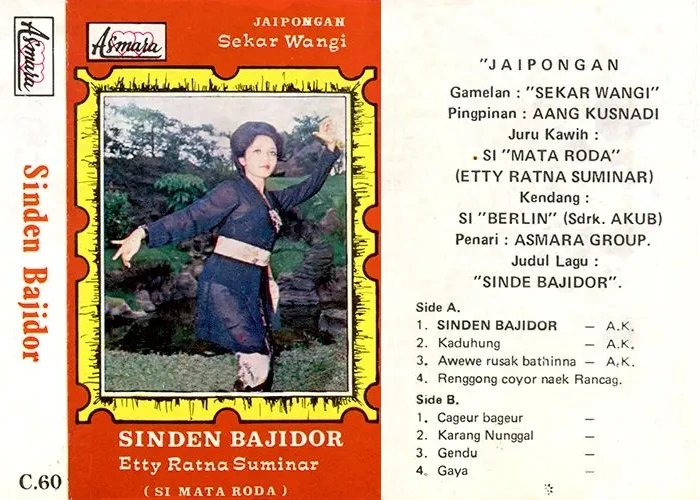 Asmara
Sinden Bajidor
C.60
Asmara
JAIPONGAN
Sekar Wangi
SINDEN BAJIDOR
Etty Ratna Suminar
( SI MATA RODA )
"JAIPONGAN
Gamelan : "SEKAR WANGI"
Pingpinan : AANG KUSNADI
Juru Kawih :
SI "MATA RODA"
(ETTY RATNA SUMINAR)
Kendang :
SI "BERLIN" (Sdrk. AKUB)
Penari : ASMARA GROUP.
Judul Lagu :
"SINDE BAJIDOR".
Side A.
1. SINDEN BAJIDOR – A.K.
2. Kaduhung – A.K.
3. Awewe rusak bathinna – A.K.
4. Renggong coyor naek Rancag.
Side B.
1. Cageur bageur –
2. Karang Nunggal –
3. Gendu –
4. Gaya –